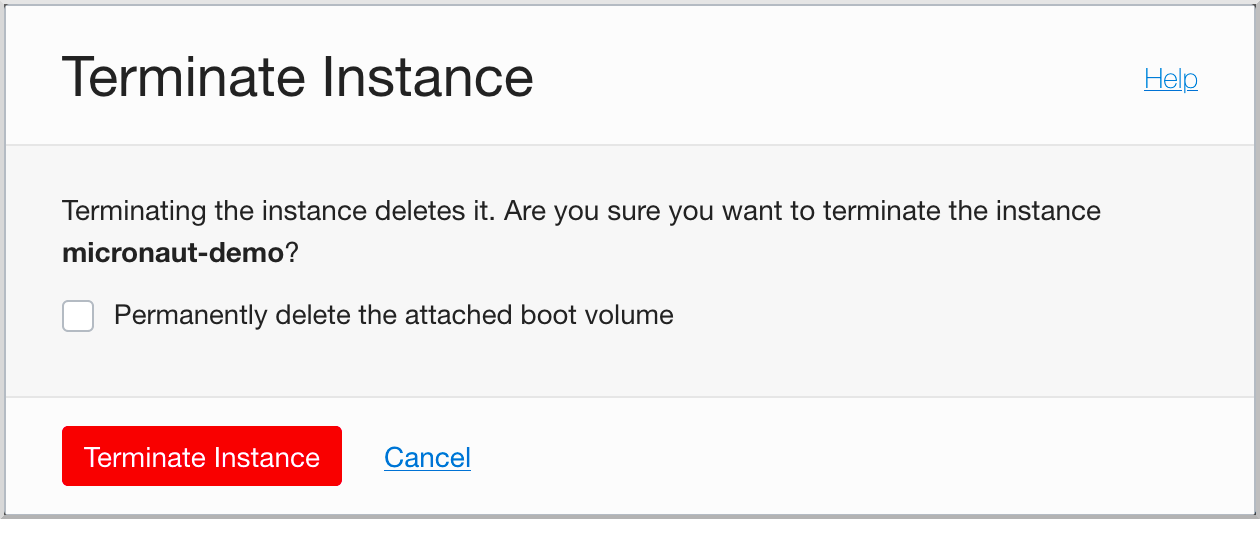 Terminate Instance
Help
Terminating the instance deletes it. Are you sure you want to terminate the instance
micronaut-demo?
Permanently delete the attached boot volume
Terminate Instance
Cancel